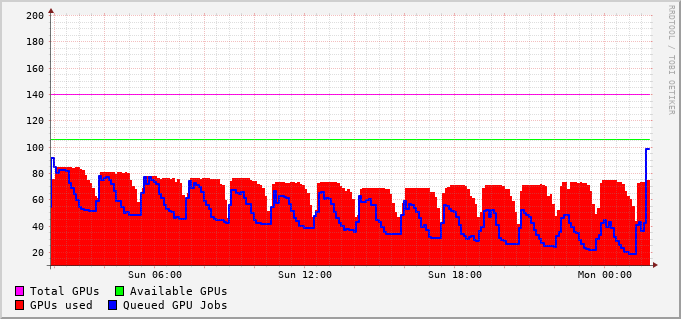 200
180
160
140
120
100
80
60
40
20
Sun 06:00 Sun 12:00 Sun 18:00 Mon 00:00
Total GPUs Available GPUs
GPUs used Queued GPU Jobs
RRDTOOL / TOBI OETIKER